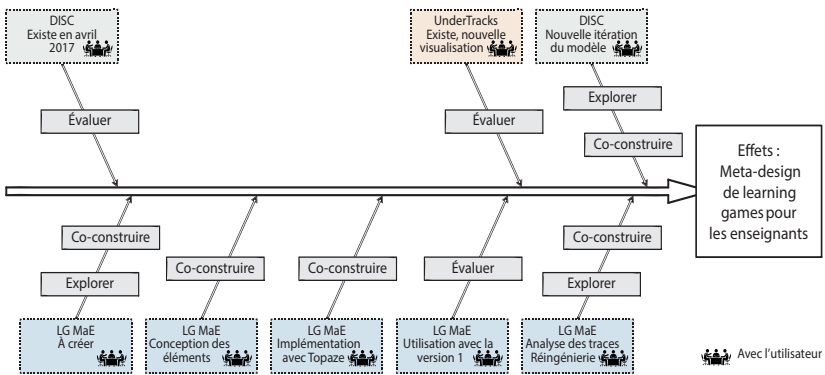 DISC
Existe en avril
2017
UnderTracks
Existe, nouvelle
visualisation
DISC
Nouvelle itération
du modèle
Évaluer
Évaluer
Explorer
Co-construire
Effets :
Meta-design
de learning
games pour
les enseignants
Co-construire
Explorer
Co-construire
Co-construire
Évaluer
Co-construire
Explorer
LG MaE
À créer
LG MaE
Conception des
éléments
LG MaE
Implémentation
avec Topaze
LG MaE
Utilisation avec la
version 1
LG MaE
Analyse des traces
Réingénierie
Avec l'utilisateur